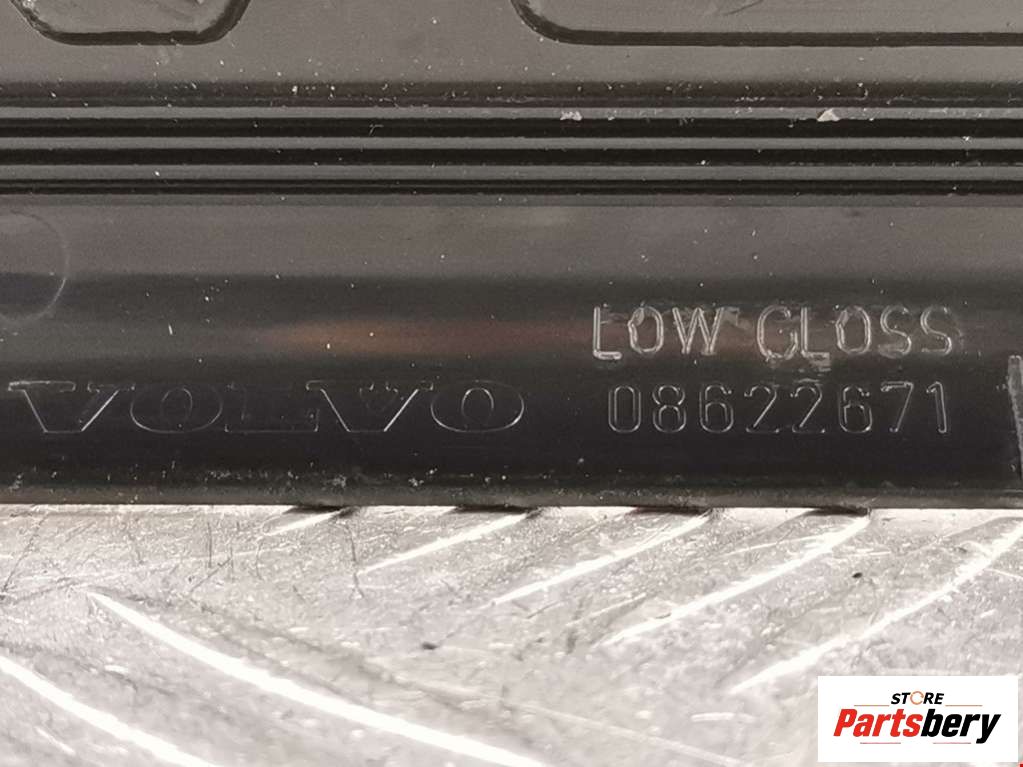 LOW GLOSS
VOLVO 08622671
STORE
Partsbery